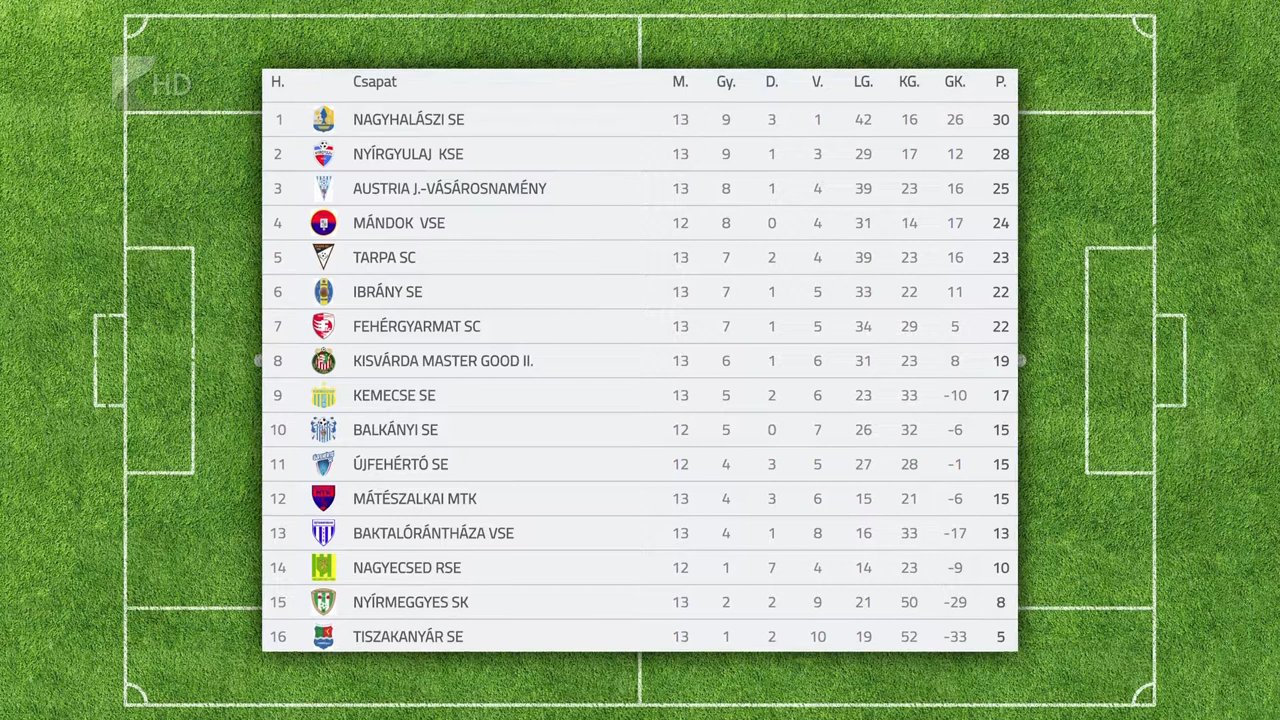 HD
H. Csapat M. Gy. D. V. LG. KG. GK. P.
1 NAGYHALÁSZI SE 13 9 3 1 42 16 26 30
2 NYÍRGYULAJ KSE 13 9 1 3 29 17 12 28
3 AUSTRIA J.-VÁSÁROSNAMÉNY 13 8 1 4 39 23 16 25
4 MÁNDOK VSE 12 8 0 4 31 14 17 24
5 TARPA SC 13 7 2 4 39 23 16 23
6 IBRÁNY SE 13 7 1 5 33 22 11 22
7 FEHÉRGYARMAT SC 13 7 1 5 34 29 5 22
8 KISVÁRDA MASTER GOOD II. 13 6 1 6 31 23 8 19
9 KEMECSE SE 13 5 2 6 23 33 -10 17
10 BALKÁNYI SE 12 5 0 7 26 32 -6 15
11 ÚJFEHÉRTÓ SE 12 4 3 5 27 28 -1 15
12 MÁTÉSZALKAI MTK 13 4 3 6 15 21 -6 15
13 BAKTALÓRÁNTHÁZA VSE 13 4 1 8 16 33 -17 13
14 NAGYECSED RSE 12 1 7 4 14 23 -9 10
15 NYÍRMEGGYES SK 13 2 2 9 21 50 -29 8
16 TISZAKANYÁR SE 13 1 2 10 19 52 -33 5